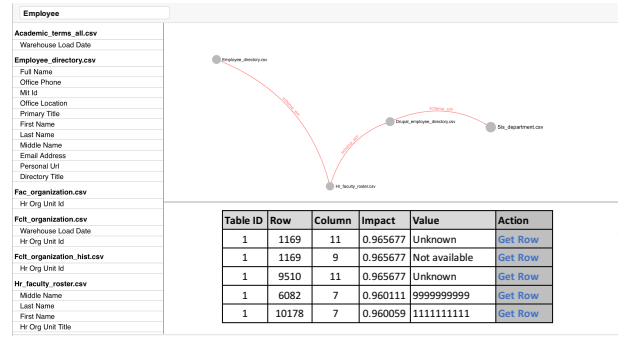 Employee
Academic_terms_all.csv
Warehouse Load Date
Employee_directory.csv
Full Name
Office Phone
Mit Id
Office Location
Primary Title
First Name
Last Name
Middle Name
Email Address
Personal Url
Directory Title
Fac_organization.csv
Hr Org Unit Id
Fclt_organization.csv
Warehouse Load Date
Hr Org Unit Id
Fclt_organization_hist.csv
Hr Org Unit Id
Hr_faculty_roster.csv
Middle Name
Last Name
First Name
Hr Org Unit Title
Employee_directory.csv
schema_sim
Drupal_employee_directory.csv
schema_sim
Sis_department.csv
schema_sim
Hr_faculty_roster.csv
Table ID Row Column Impact Value Action
1 1169 11 0.965677 Unknown Get Row
1 1169 9 0.965677 Not available Get Row
1 9510 11 0.965677 Unknown Get Row
1 6082 7 0.960111 9999999999 Get Row
1 10178 7 0.960059 1111111111 Get Row